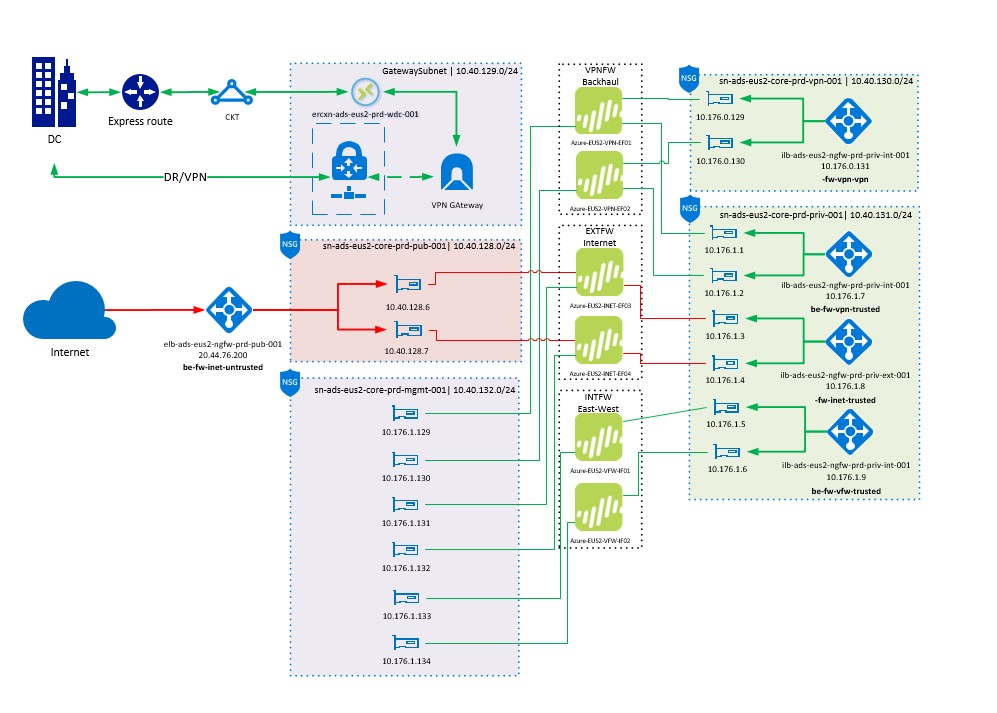 DC
Express route
CKT
DR/VPN
GatewaySubnet | 10.40.129.0/24
ercxn-ads-eus2-prd-wdc-001
VPN GAteway
NSG
sn-ads-eus2-core-prd-pub-001| 10.40.128.0/24
10.40.128.6
10.40.128.7
Internet
elb-ads-eus2-ngfw-prd-pub-001
20.44.76.200
be-fw-inet-untrusted
NSG
sn-ads-eus2-core-prd-mgmt-001| 10.40.132.0/24
10.176.1.129
10.176.1.130
10.176.1.131
10.176.1.132
10.176.1.133
10.176.1.134
VPNFW
Backhaul
Azure-EUS2-VPN-EF01
Azure-EUS2-VPN-EF02
EXTFW
Internet
Azure-EUS2-INET-EF03
Azure-EUS2-INET-EF04
INTFW
East-West
Azure-EUS2-VFW-IF01
Azure-EUS2-VFW-IF02
NSG
sn-ads-eus2-core-prd-vpn-001 | 10.40.130.0/24
10.176.0.129
10.176.0.130
ilb-ads-eus2-ngfw-prd-priv-int-001
10.176.0.131
-fw-vpn-vpn
NSG
sn-ads-eus2-core-prd-priv-001| 10.40.131.0/24
10.176.1.1
10.176.1.2
ilb-ads-eus2-ngfw-prd-priv-int-001
10.176.1.7
be-fw-vpn-trusted
10.176.1.3
10.176.1.4
ilb-ads-eus2-ngfw-prd-priv-ext-001
10.176.1.8
-fw-inet-trusted
10.176.1.5
10.176.1.6
ilb-ads-eus2-ngfw-prd-priv-int-001
10.176.1.9
be-fw-vfw-trusted